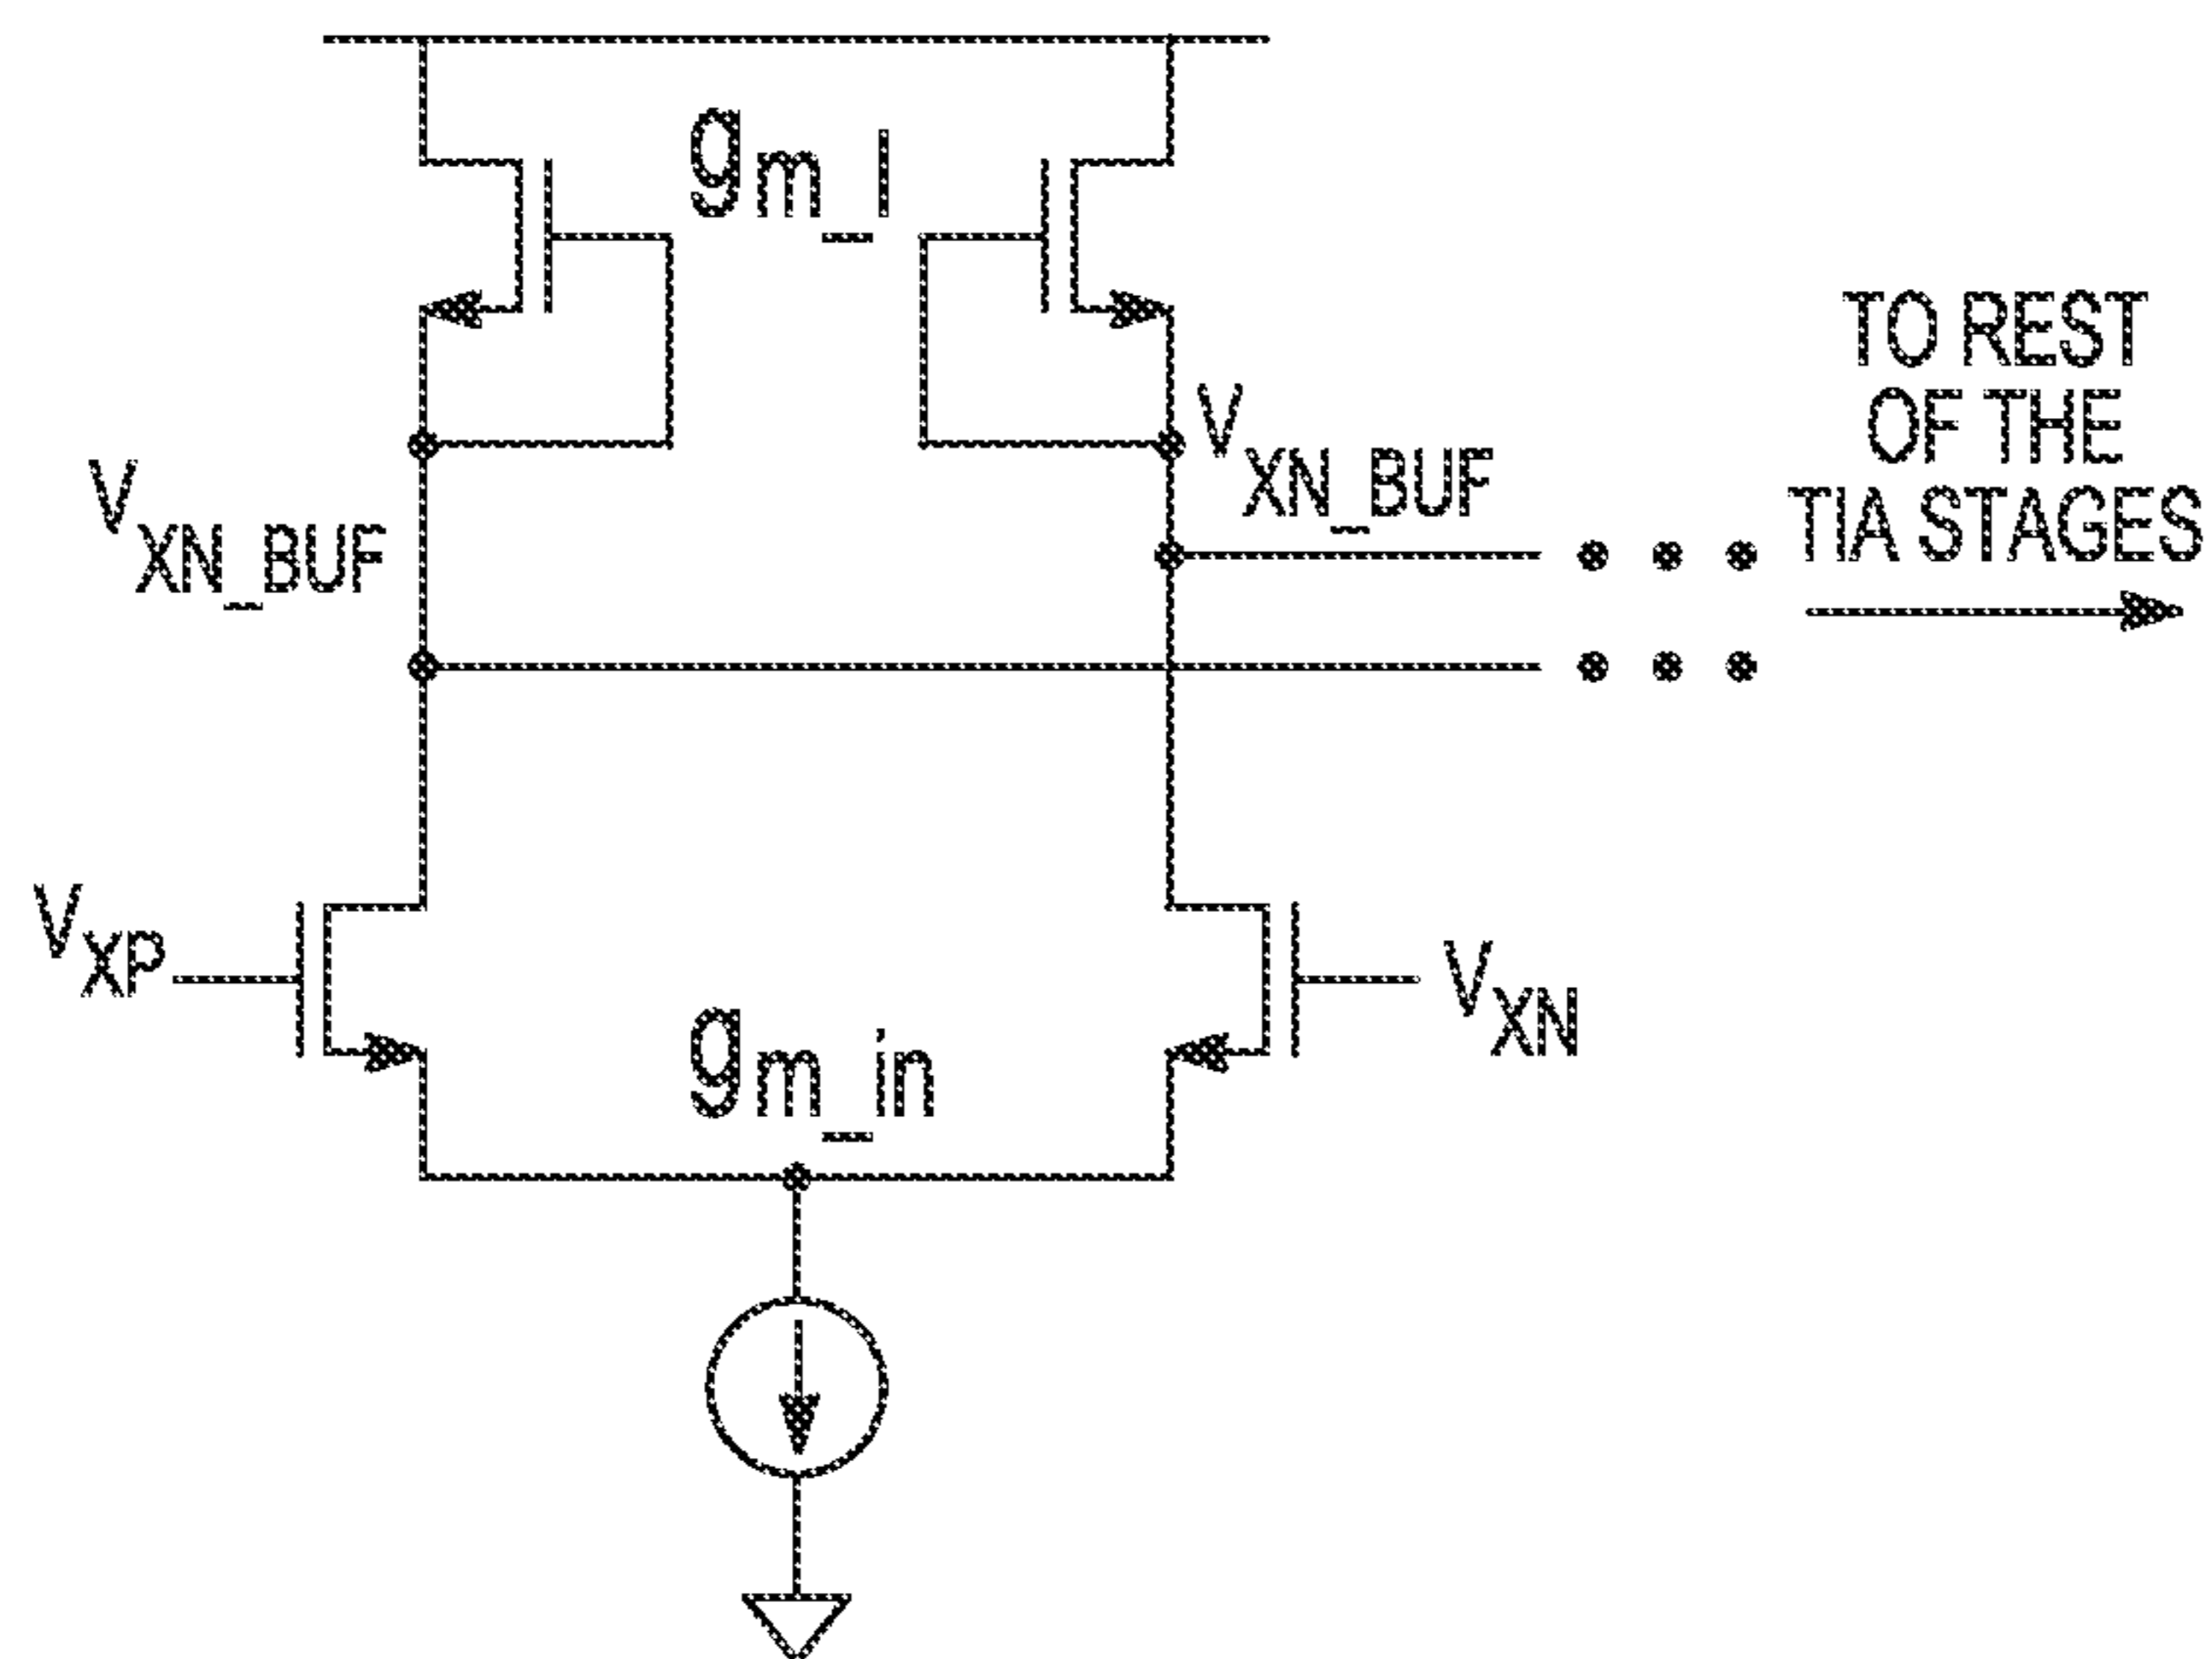 gm_l
TO REST
OF THE
TIA STAGES
VXN_BUF
VXN_BUF
VXP
VXN
gm_in